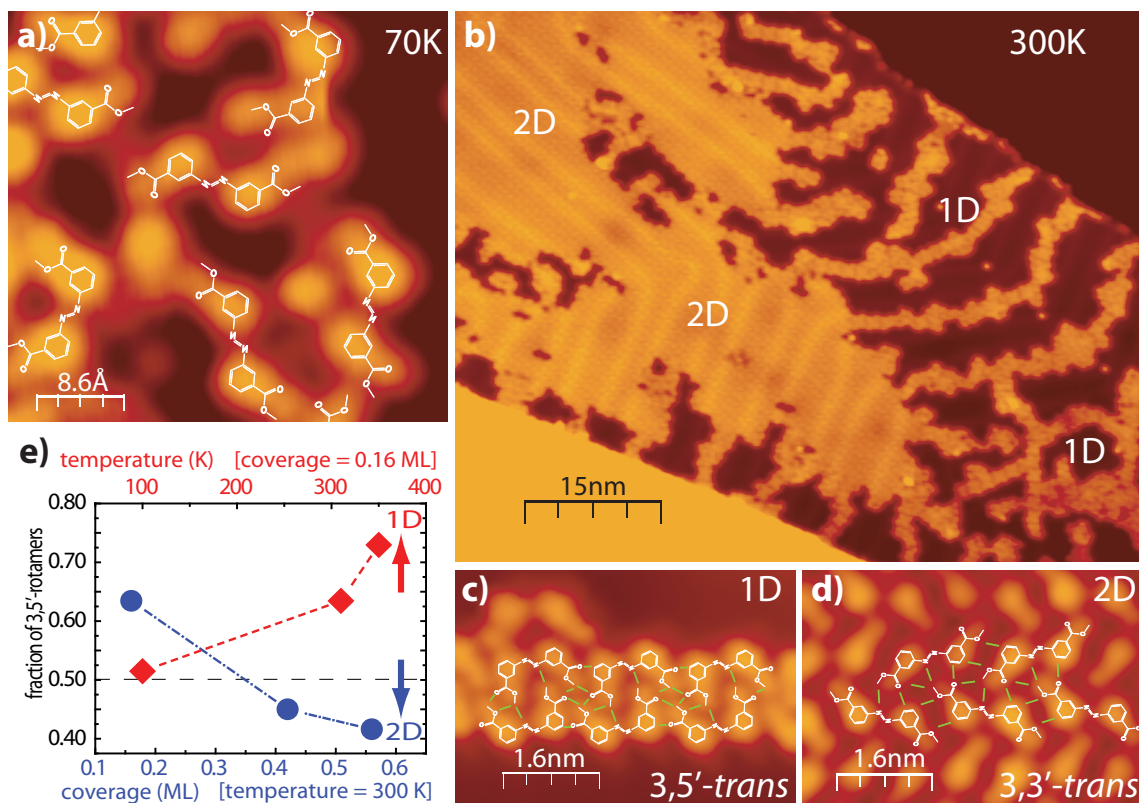 a)
70K
8.6Å
b)
300K
2D
1D
2D
1D
15nm
c)
1D
1.6nm
3,5′-trans
d)
2D
1.6nm
3,3′-trans
e)
temperature (K) [coverage = 0.16 ML]
100 200 300 400
0.80
0.70
0.60
0.50
0.40
fraction of 3,5′-rotamers
1D
2D
0.1 0.2 0.3 0.4 0.5 0.6
coverage (ML) [temperature = 300 K]